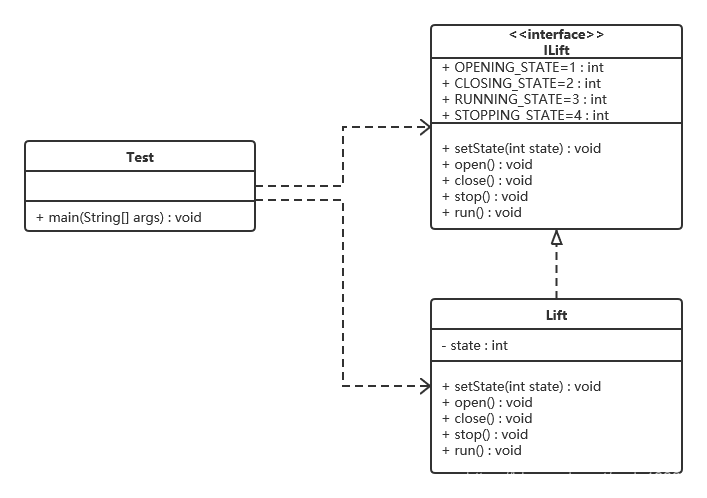 <<interface>>
ILift
+ OPENING_STATE=1 : int
+ CLOSING_STATE=2 : int
+ RUNNING_STATE=3 : int
+ STOPPING_STATE=4 : int
+ setState(int state) : void
+ open() : void
+ close() : void
+ stop() : void
+ run() : void
Test
+ main(String[] args) : void
Lift
- state : int
+ setState(int state) : void
+ open() : void
+ close() : void
+ stop() : void
+ run() : void